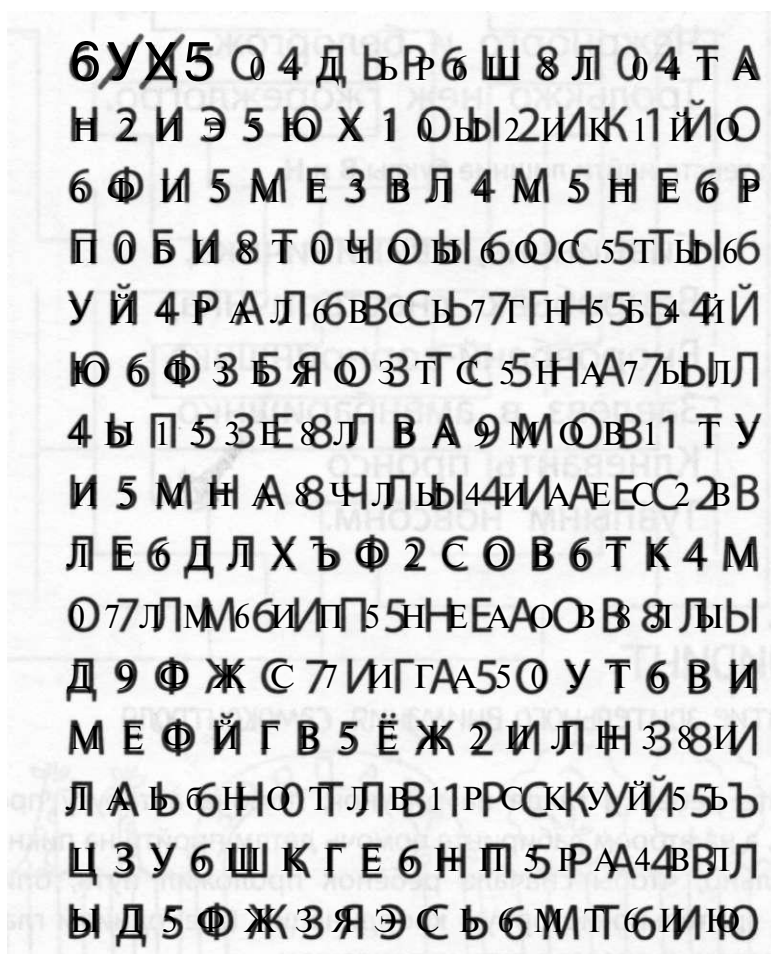 6 У Х 5 0 4 Д Ь Р 6 Ш 8 Л 0 4 Т А
Н 2 И Э 5 Ю Х 1 0 Ы 2 И К 1 Й О
6 Ф И 5 М Е 3 В Л 4 М 5 Н Е 6 Р
П 0 Б И 8 Т 0 Ч О Ы 6 О С 5 Т Ы 6
У Й 4 Р А Л 6 В С Ь 7 Г Н 5 Б 4 Й
Ю 6 Ф 3 Б Я О 3 Т С 5 Н А 7 Ы Л
4 Ы П 5 3 Е 8 Л В А 9 М О В 1 Т У
И 5 М Н А 8 Ч Л Ы 4 И А Е С 2 В
Л Е 6 Д Л Х Ъ Ф 2 С О В 6 Т К 4 М
0 7 Л М 6 И П 5 Н Е А О В 8 Л Ы
Д 9 Ф Ж С 7 И Г А 5 0 У Т 6 В И
М Е Ф Й Г В 5 Ё Ж 2 И Л Н 3 8 И
Л А Ь 6 Н О Т Л В 1 Р С К У Й 5 Ъ
Ц 3 У 6 Ш К Г Е 6 Н П 5 Р А 4 В Л
Ы Д 5 Ф Ж 3 Я Э С Ь 6 М Т 6 И Ю